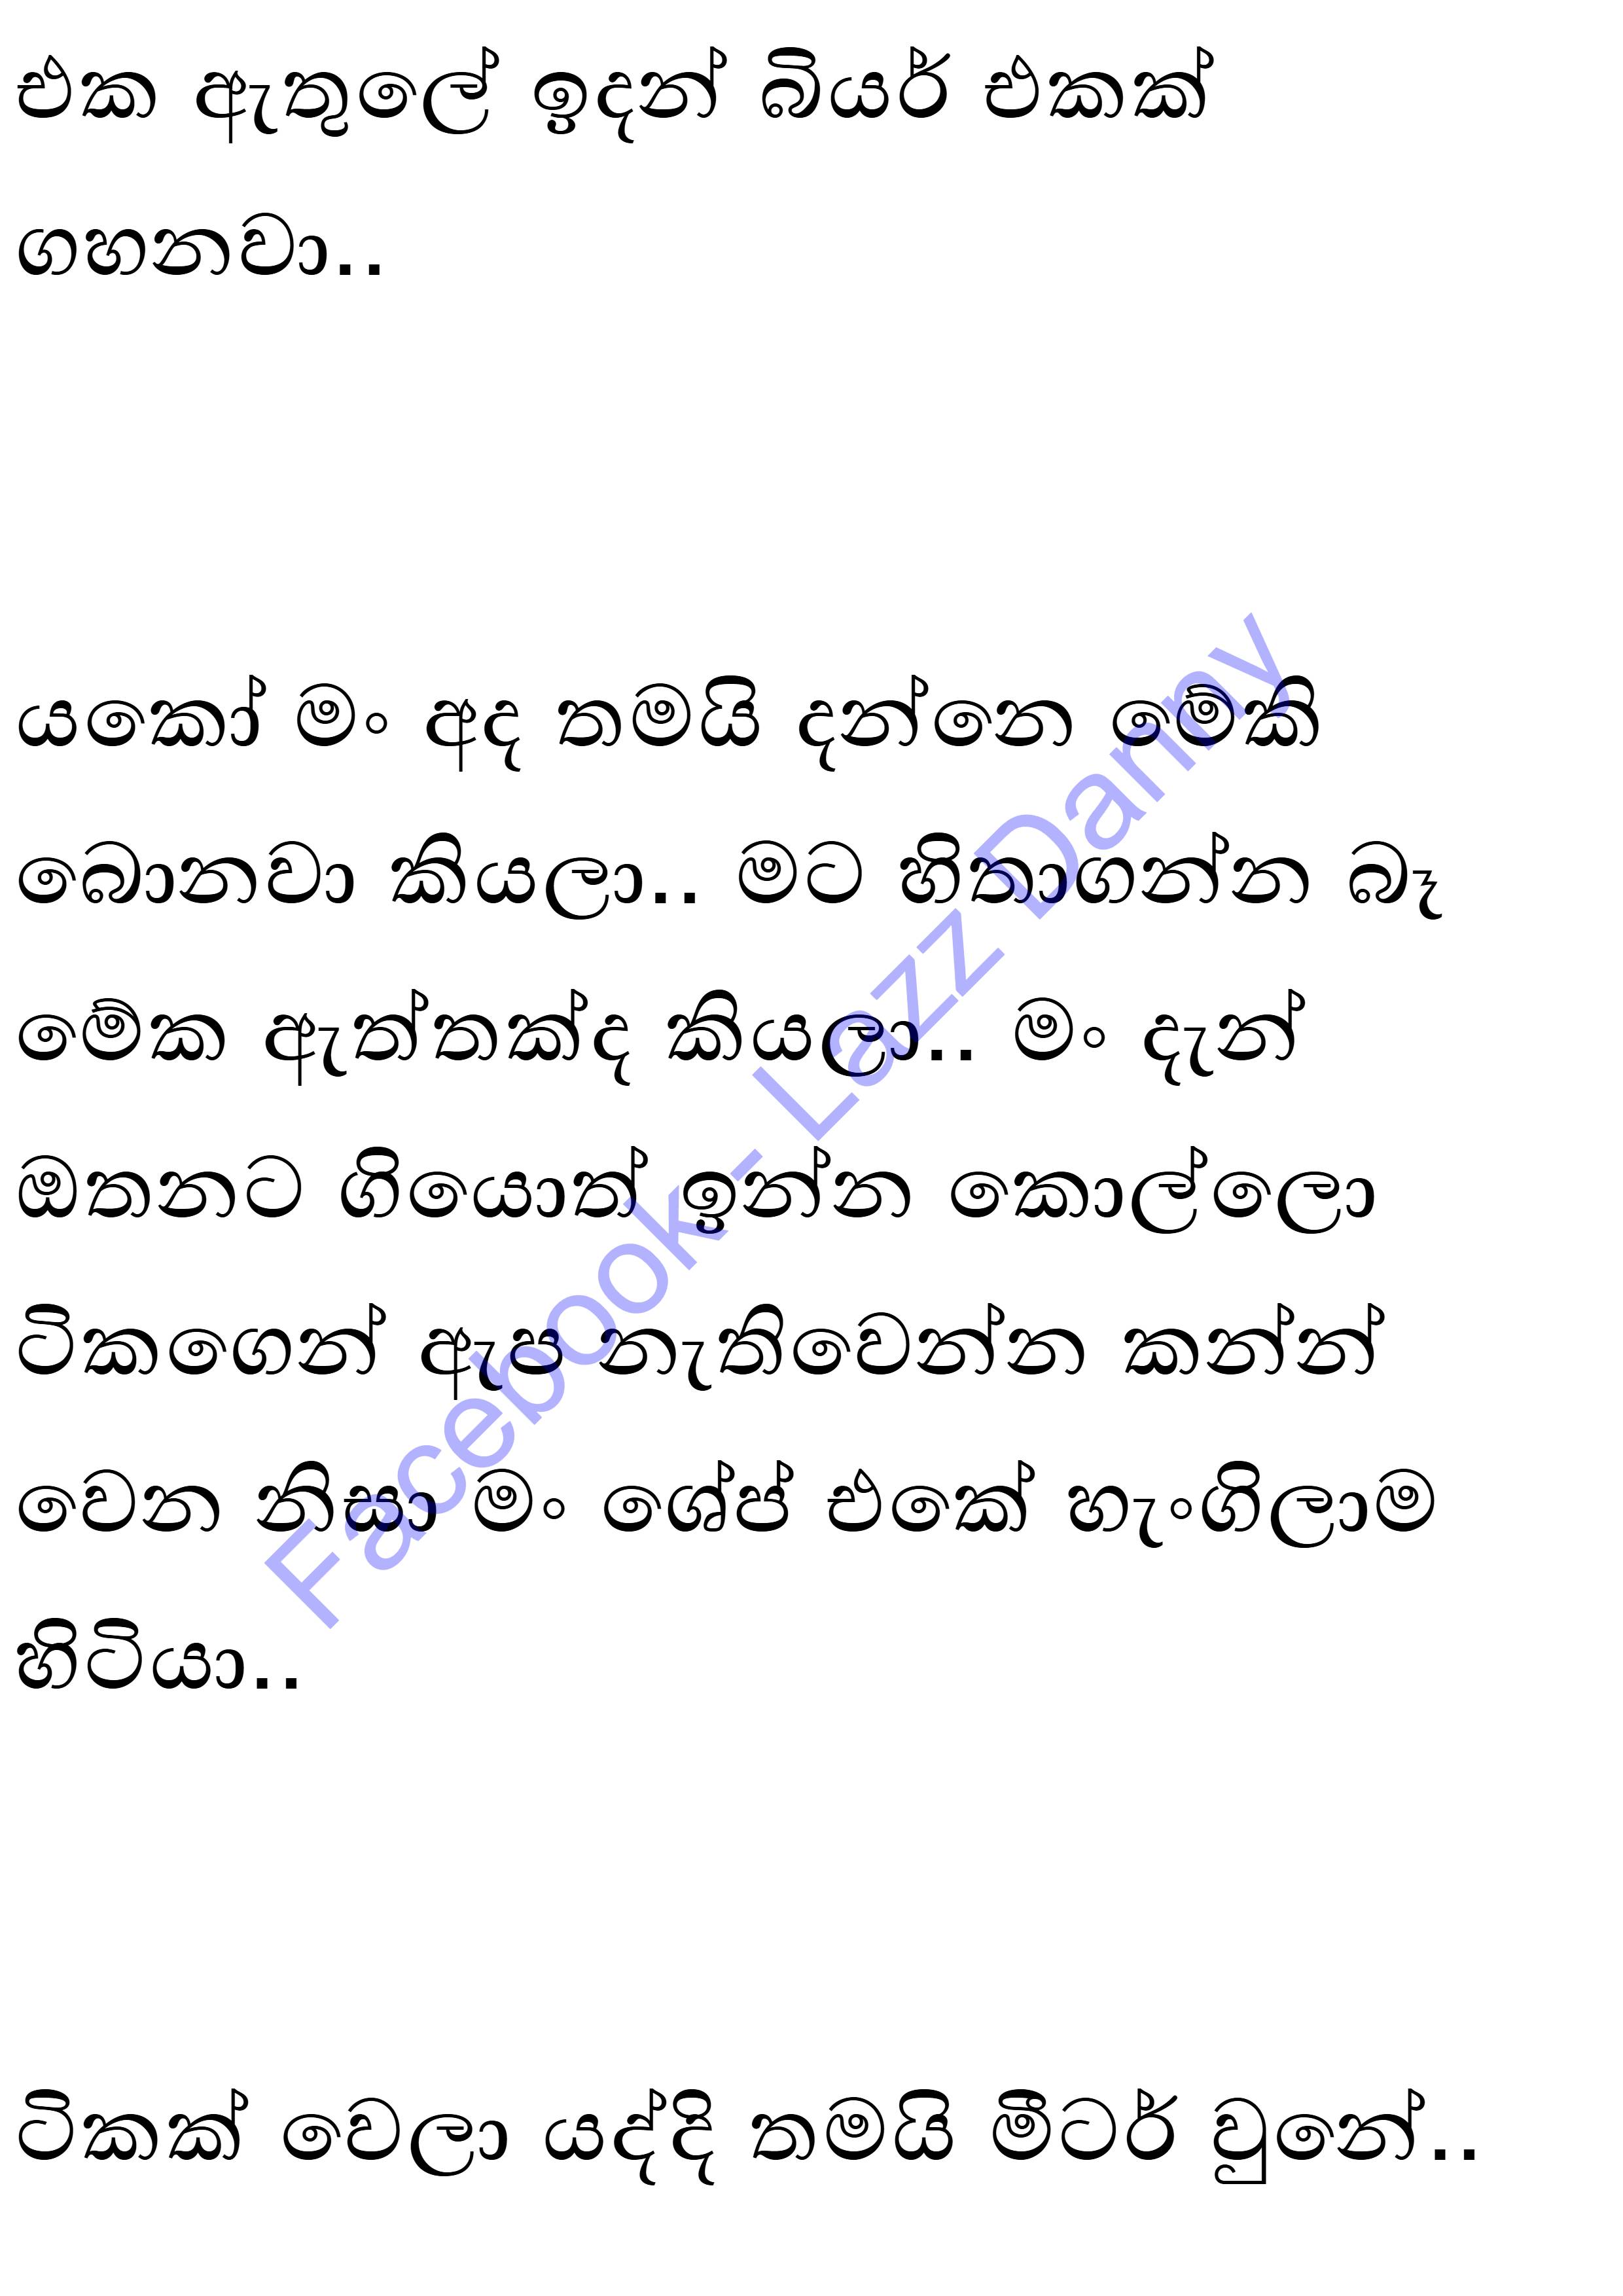 ඒක ඇතුලේ ඉදන් බියර් එකක්
ගහනවා..
යකෝ මං අද තමයි දන්නෙ මේකි
බොනවා කියලා.. මට හිතාගන්න බෑ
මේක ඇත්තක්ද කියලා.. මං දැන්
ඔතනට ගියොත් ඉන්න කොල්ලො
ටිකගෙන් ඇප නැතිවෙන්න කන්න්
වෙන නිසා මං ශේප් එකේ හැංගිලාම
හිටියා..
ටිකක් වෙලා යද්දි තමයි මීටර් වුනේ..
Facebook- Lazz Danny